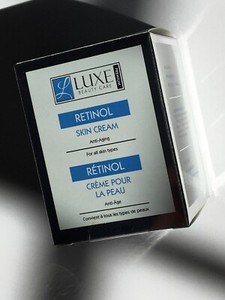 LUXE
BEAUTY CARE
RETINOL
SKIN CREAM
Anti-Aging
For all skin types
RÉTINOL
CRÈME POUR
LA PEAU
Anti-Âge
Convient à tous les types de peaux